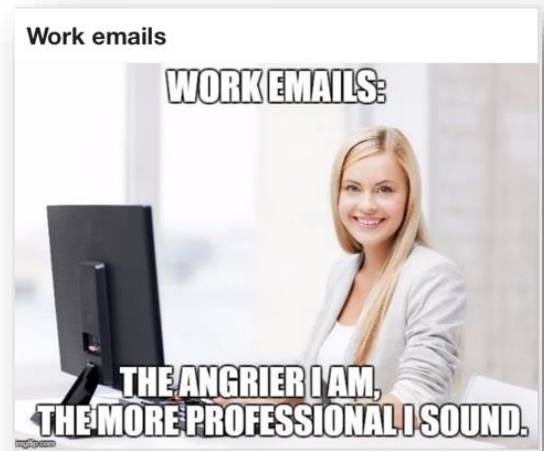 Work emails
WORK EMAILS:
THE ANGRIER I AM,
THE MORE PROFESSIONAL I SOUND.
imgflip.com